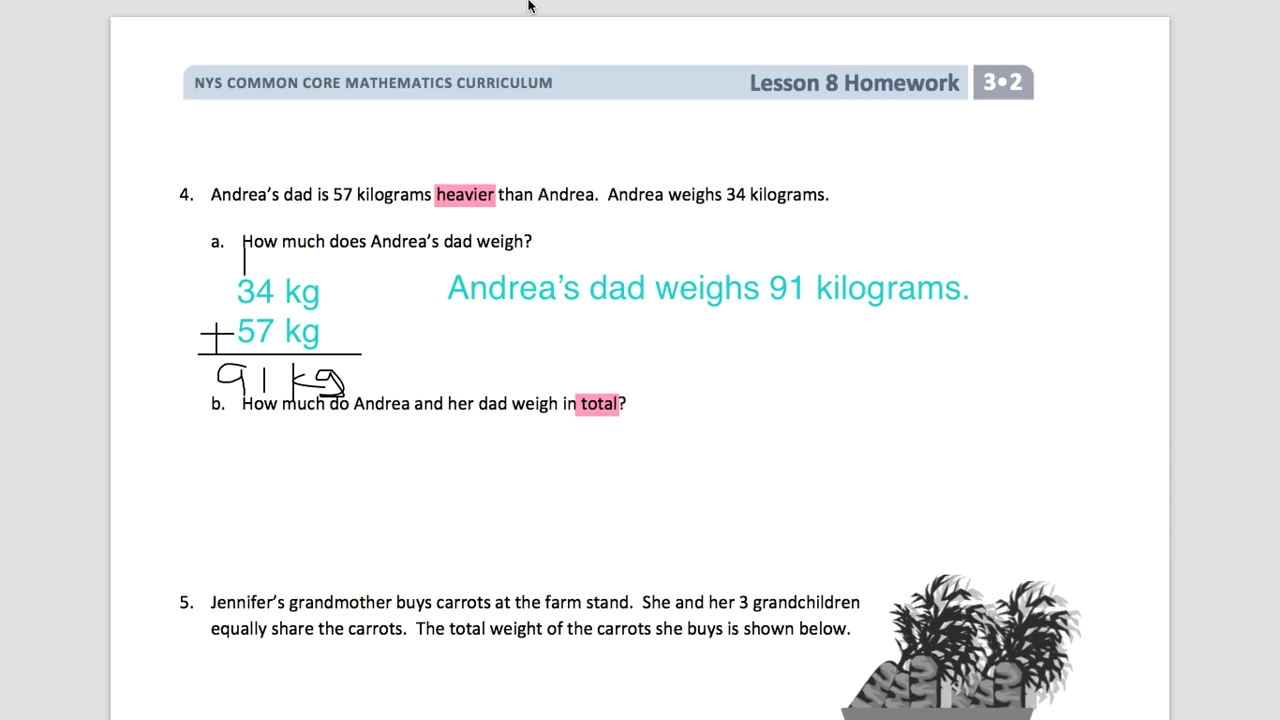 NYS COMMON CORE MATHEMATICS CURRICULUM Lesson 8 Homework 3•2
4. Andrea’s dad is 57 kilograms heavier than Andrea. Andrea weighs 34 kilograms.
a. How much does Andrea’s dad weigh?
1
34 kg Andrea’s dad weighs 91 kilograms.
+57 kg
91 kg
b. How much do Andrea and her dad weigh in total?
5. Jennifer’s grandmother buys carrots at the farm stand. She and her 3 grandchildren
equally share the carrots. The total weight of the carrots she buys is shown below.